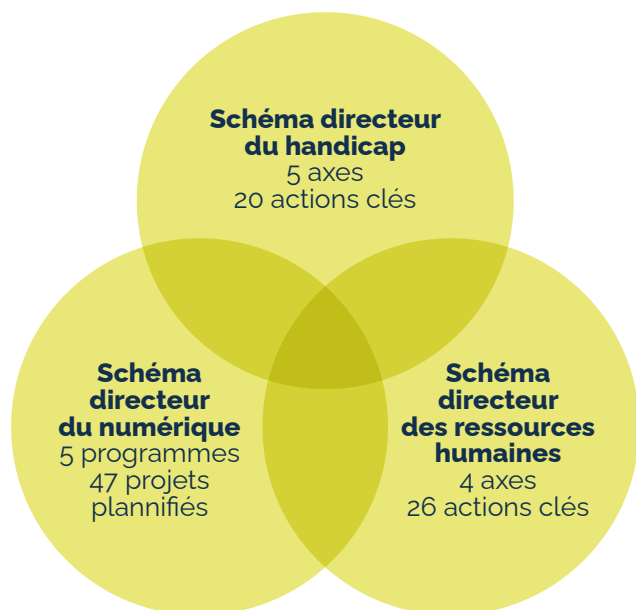 Schéma directeur
du handicap
5 axes
20 actions clés
Schéma
directeur
du numérique
5 programmes
47 projets
plannifiés
Schéma
directeur
des ressources
humaines
4 axes
26 actions clés